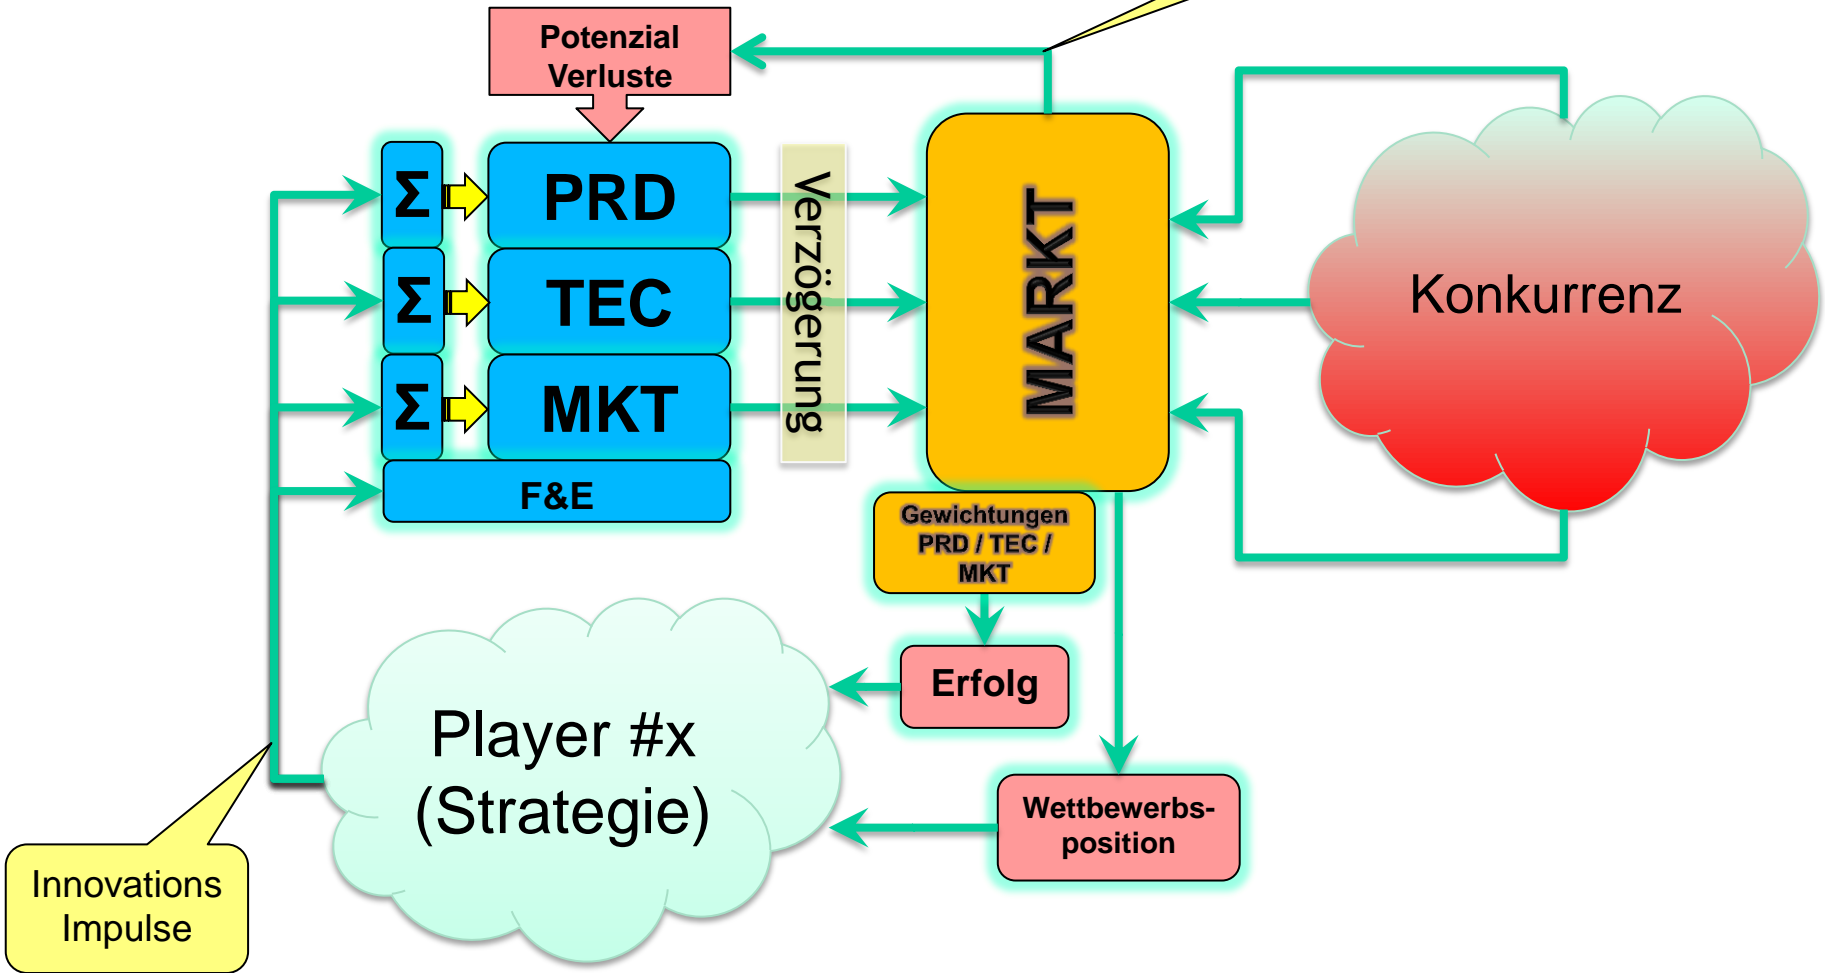 Potenzial
Verluste
Σ
PRD
Σ
TEC
Σ
MKT
F&E
Verzögerung
MARKT
Konkurrenz
Gewichtungen
PRD / TEC /
MKT
Erfolg
Wettbewerbs-
position
Player #x
(Strategie)
Innovations
Impulse